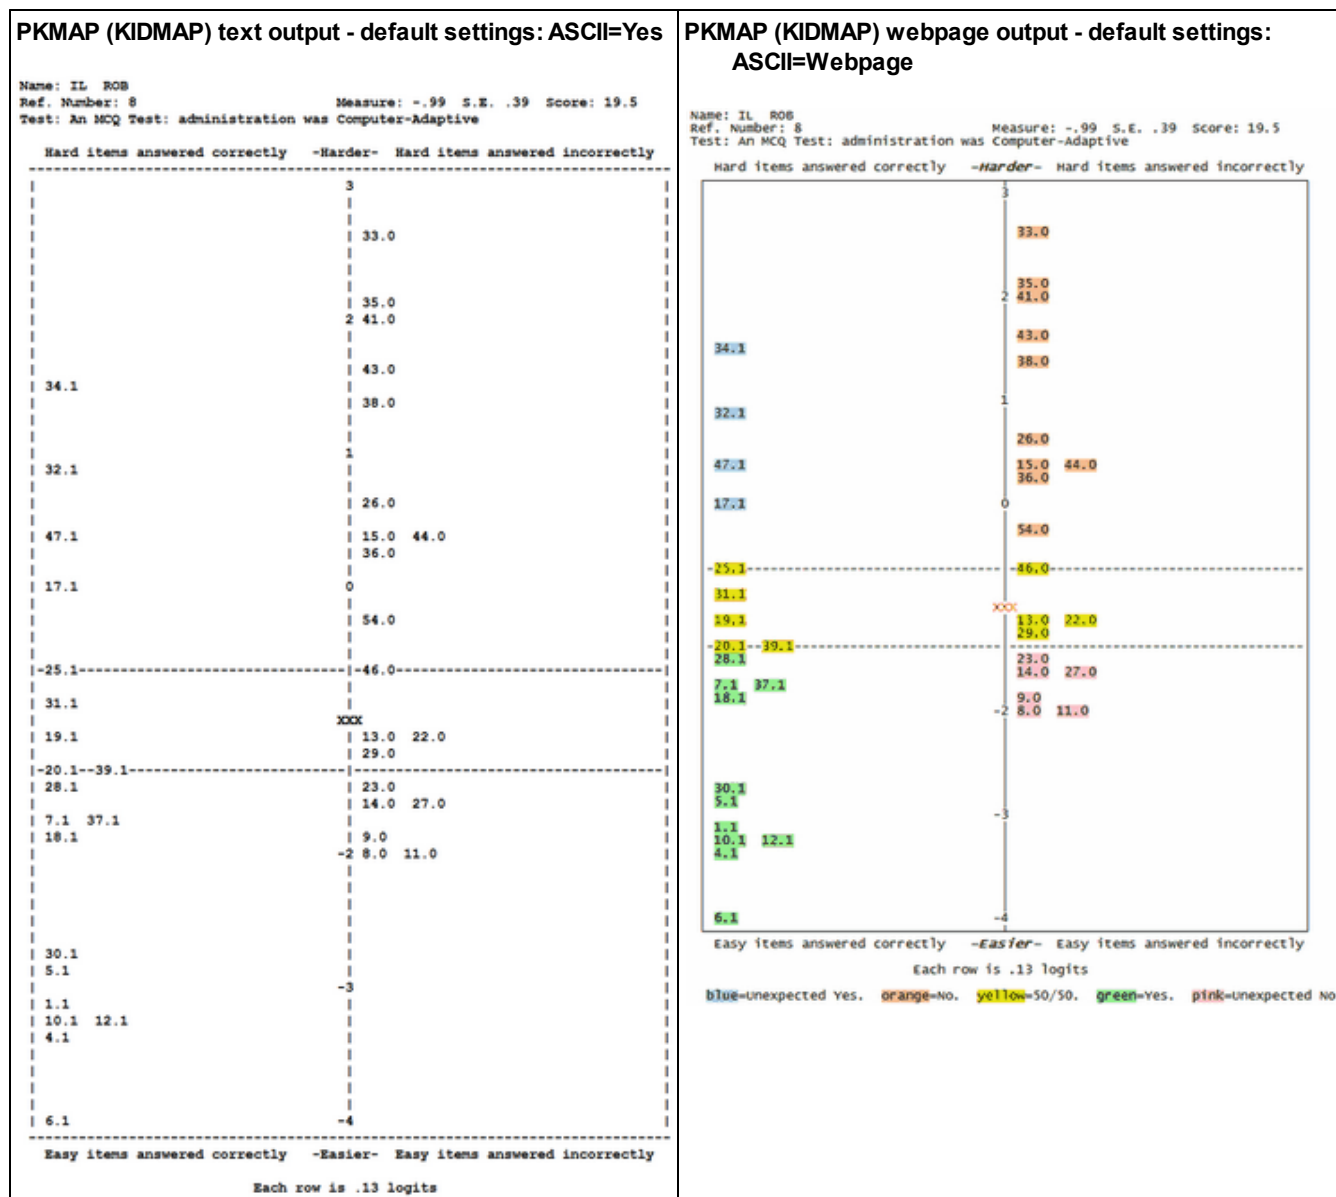 PKMAP (KIDMAP) text output - default settings: ASCII=Yes
Name: IL ROB
Ref. Number: 8 Measure: -.99 S.E. .39 Score: 19.5
Test: An MCQ Test: administration was Computer-Adaptive
Hard items answered correctly -Harder- Hard items answered incorrectly
3
33.0
35.0
2 41.0
43.0
34.1
38.0
1
32.1
26.0
47.1 15.0 44.0
36.0
17.1 0
54.0
-25.1- -46.0-
31.1
XXX
19.1 13.0 22.0
29.0
-20.1--39.1-
28.1 23.0
14.0 27.0
7.1 37.1
18.1 9.0
-2 8.0 11.0
30.1
5.1
-3
1.1
10.1 12.1
4.1
6.1 -4
Easy items answered correctly -Easier- Easy items answered incorrectly
Each row is .13 logits
PKMAP (KIDMAP) webpage output - default settings:
ASCII=Webpage
Name: IL ROB
Ref. Number: 8 Measure: -.99 S.E. .39 Score: 19.5
Test: An MCQ Test: administration was Computer-Adaptive
Hard items answered correctly -Harder- Hard items answered incorrectly
3
33.0
35.0
2 41.0
43.0
34.1
38.0
1
32.1
26.0
47.1 15.0 44.0
36.0
17.1 0
54.0
-25.1- -46.0-
31.1
XXX
19.1 13.0 22.0
29.0
-20.1--39.1-
28.1 23.0
14.0 27.0
7.1 37.1
18.1 9.0
-2 8.0 11.0
30.1
5.1
-3
1.1
10.1 12.1
4.1
6.1 -4
Easy items answered correctly -Easier- Easy items answered incorrectly
Each row is .13 logits
blue=Unexpected Yes. orange=No. yellow=50/50. green=Yes. pink=Unexpected No